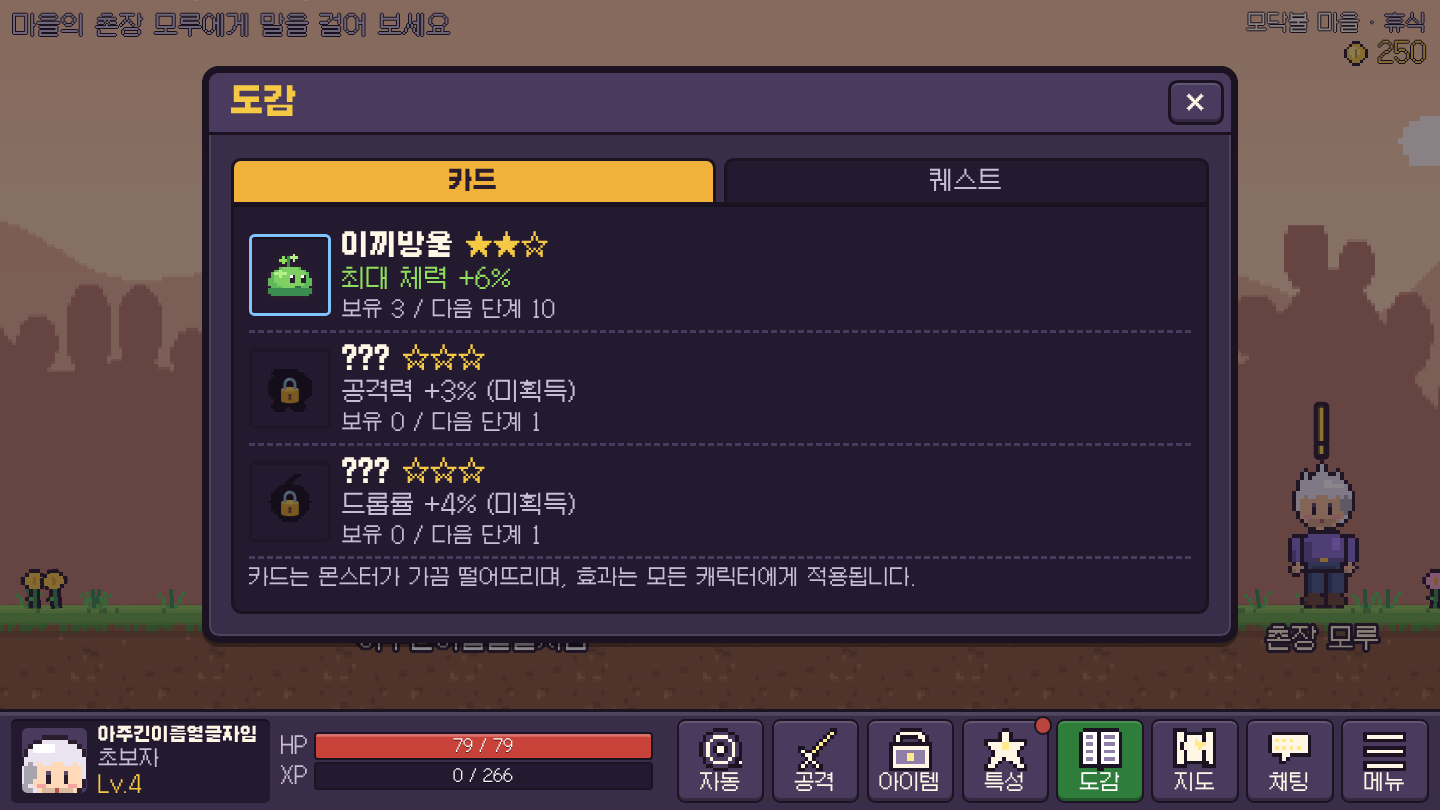 마을의 촌장 모루에게 말을 걸어 보세요
모닥불 마을 · 휴식
250
도감
카드
퀘스트
이끼방울 ★★☆
최대 체력 +6%
보유 3 / 다음 단계 10
??? ☆☆☆
공격력 +3% (미획득)
보유 0 / 다음 단계 1
??? ☆☆☆
드롭률 +4% (미획득)
보유 0 / 다음 단계 1
카드는 몬스터가 가끔 떨어뜨리며, 효과는 모든 캐릭터에게 적용됩니다.
촌장 모루
아주긴이름열글자임
초보자
Lv.4
HP 79 / 79
XP 0 / 266
자동
공격
아이템
특성
도감
지도
채팅
메뉴